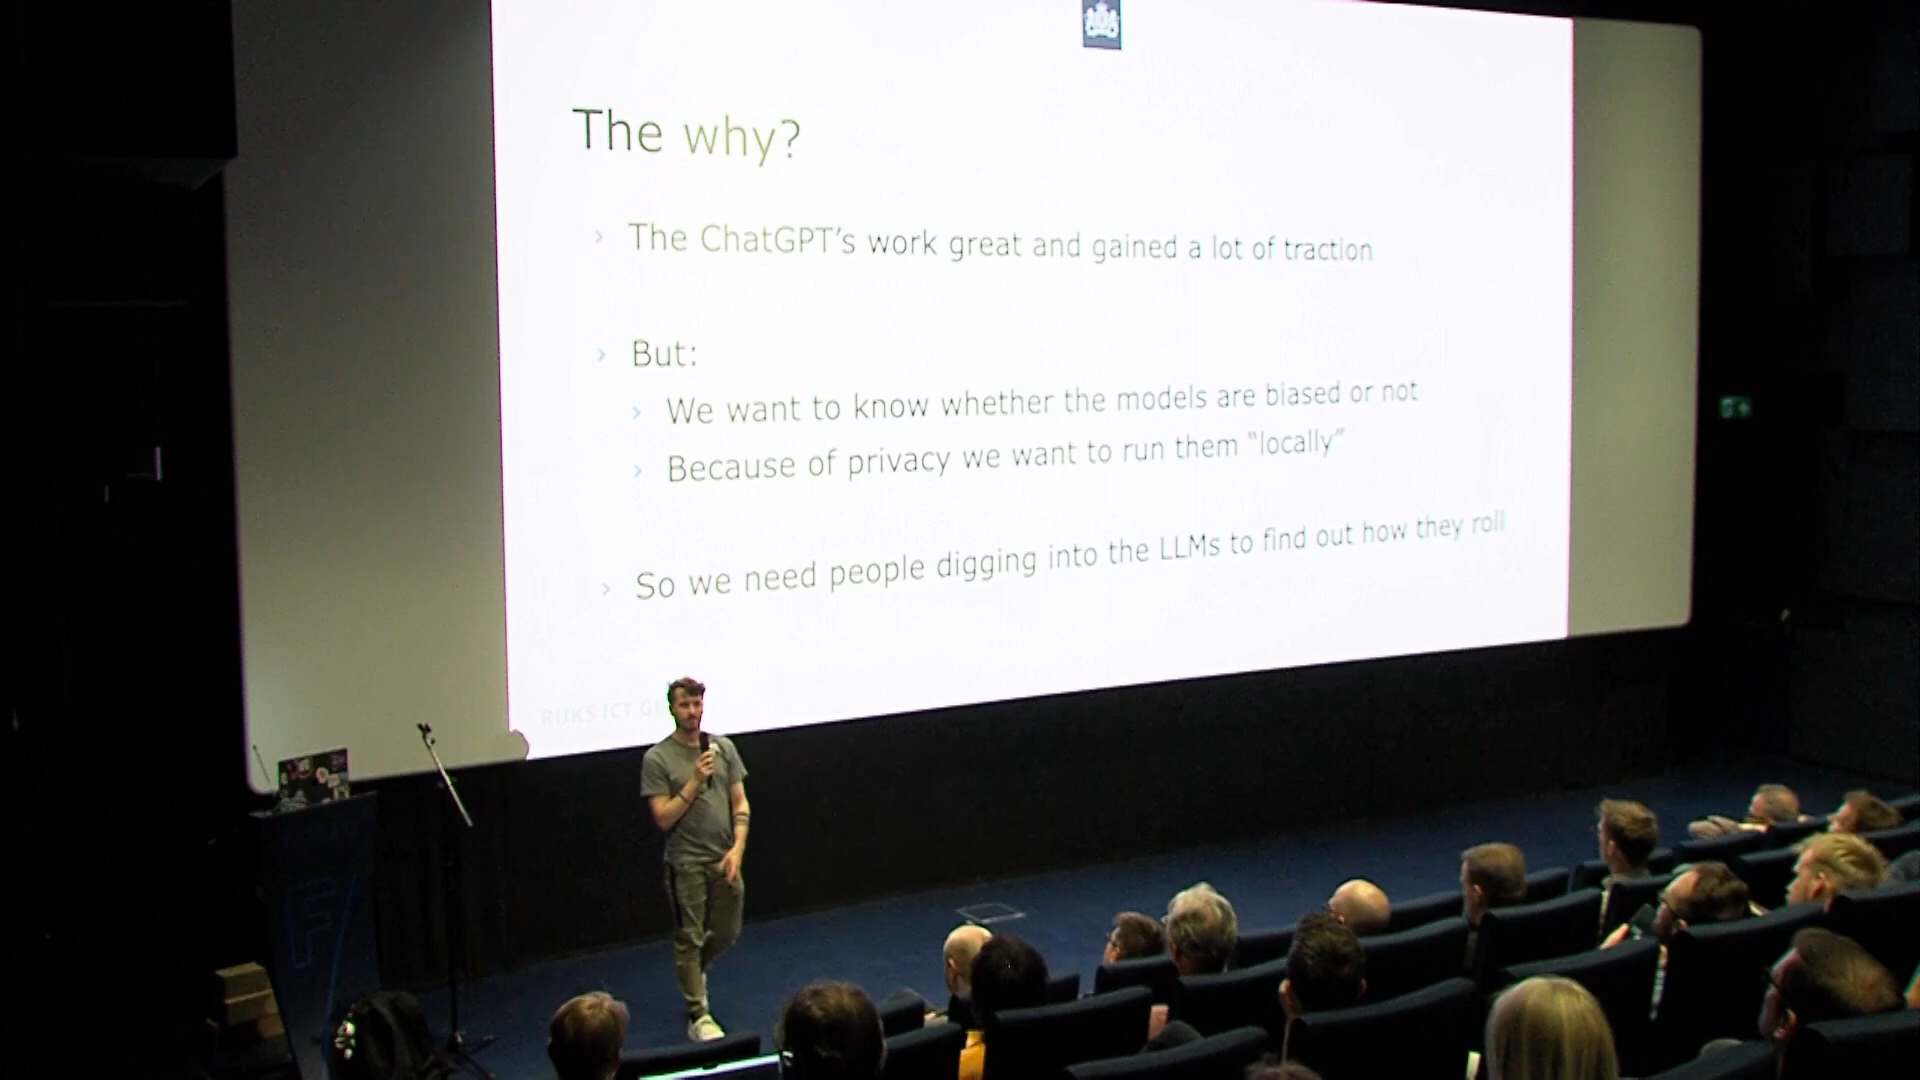 The why?
The ChatGPT's work great and gained a lot of traction
But:
We want to know whether the models are biased or not
Because of privacy we want to run them “locally”
So we need people digging into the LLMs to find out how they roll
RIJKS ICT